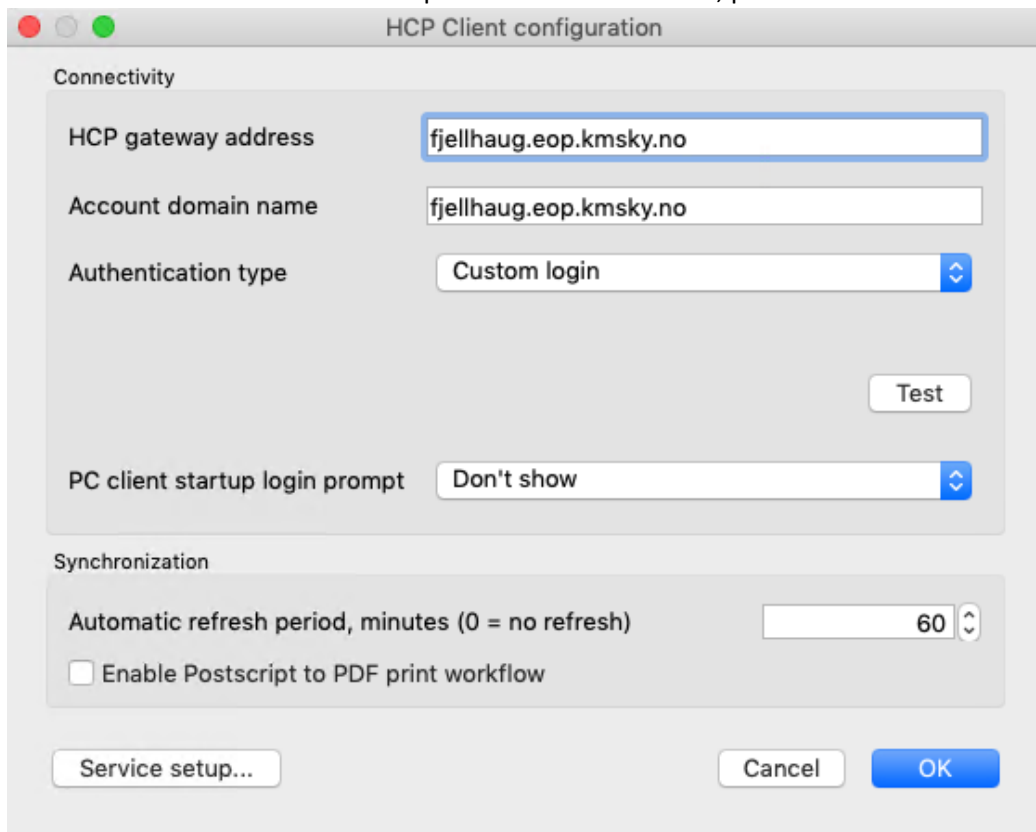 HCP Client configuration
Connectivity
HCP gateway address fjellhaug.eop.kmsky.no
Account domain name fjellhaug.eop.kmsky.no
Authentication type Custom login
Test
PC client startup login prompt Don't show
Synchronization
Automatic refresh period, minutes (0 = no refresh) 60
Enable Postscript to PDF print workflow
Service setup... Cancel OK